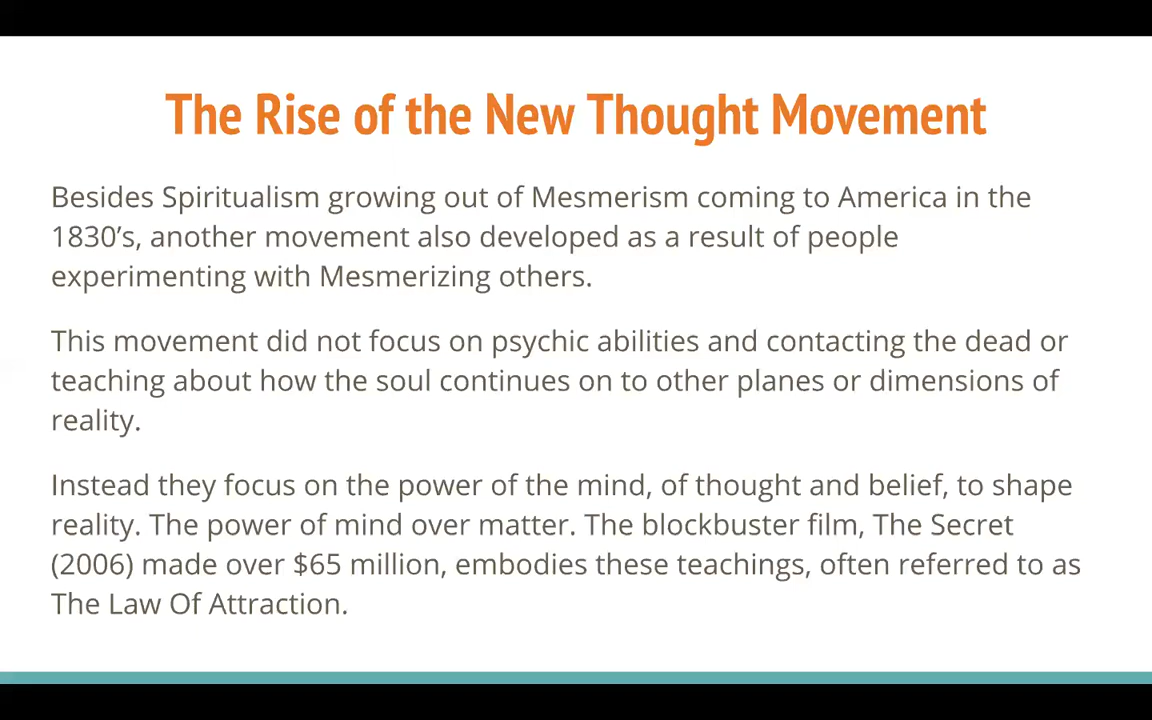 The Rise of the New Thought Movement
Besides Spiritualism growing out of Mesmerism coming to America in the
1830’s, another movement also developed as a result of people
experimenting with Mesmerizing others.
This movement did not focus on psychic abilities and contacting the dead or
teaching about how the soul continues on to other planes or dimensions of
reality.
Instead they focus on the power of the mind, of thought and belief, to shape
reality. The power of mind over matter. The blockbuster film, The Secret
(2006) made over $65 million, embodies these teachings, often referred to as
The Law Of Attraction.